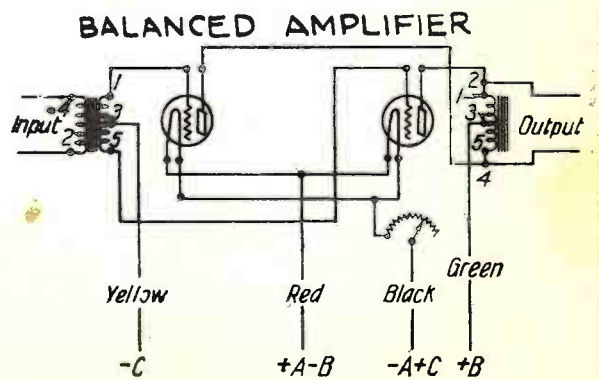 BALANCED AMPLIFIER
1
4
3
2
5
Input
2
1
3
5
4
Output
Yellow
Red
Black
Green
-C
+A-B
-A+C
+B